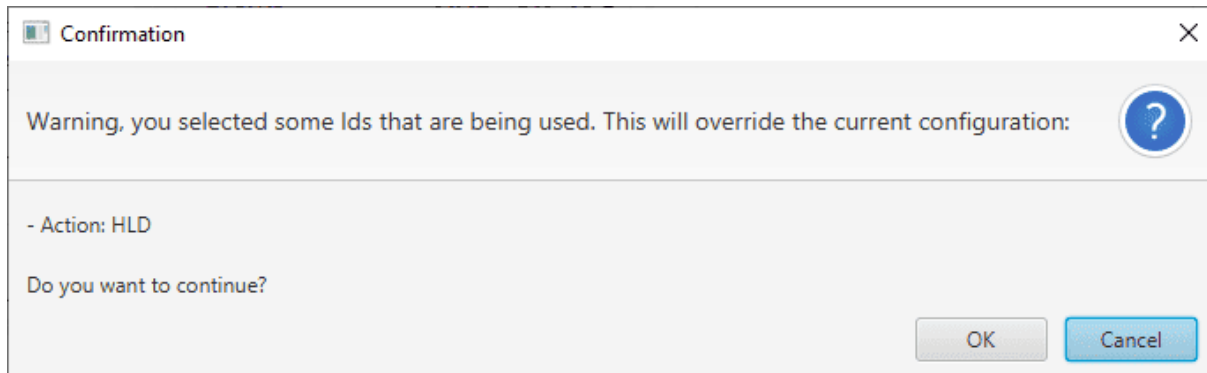 Confirmation
Warning, you selected some Ids that are being used. This will override the current configuration:
?
- Action: HLD
Do you want to continue?
OK
Cancel